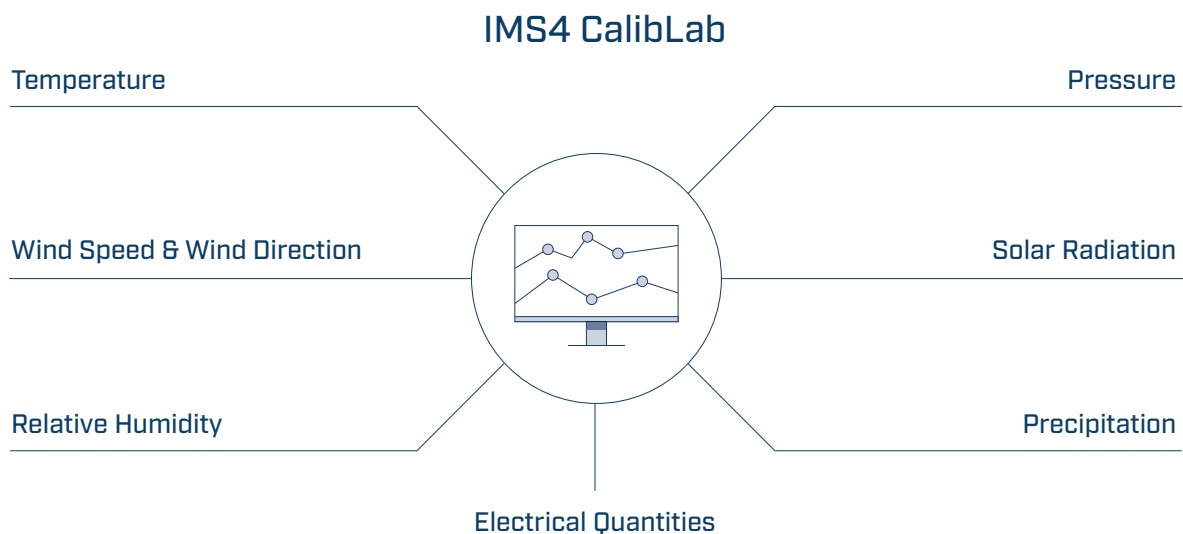 IMS4 CalibLab
Temperature
Pressure
Wind Speed & Wind Direction
Solar Radiation
Relative Humidity
Precipitation
Electrical Quantities